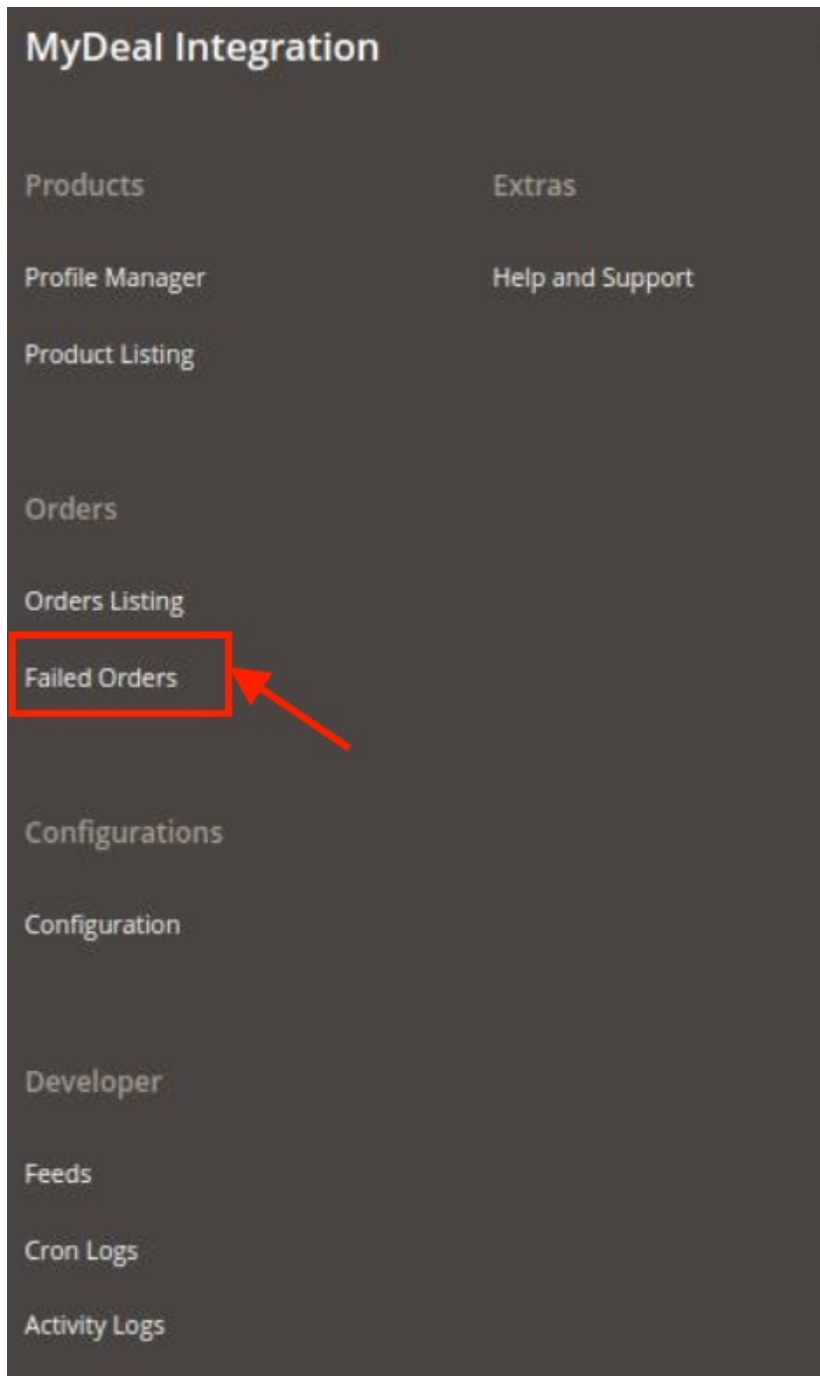 MyDeal Integration
Products
Profile Manager
Product Listing
Extras
Help and Support
Orders
Orders Listing
Failed Orders
Configurations
Configuration
Developer
Feeds
Cron Logs
Activity Logs